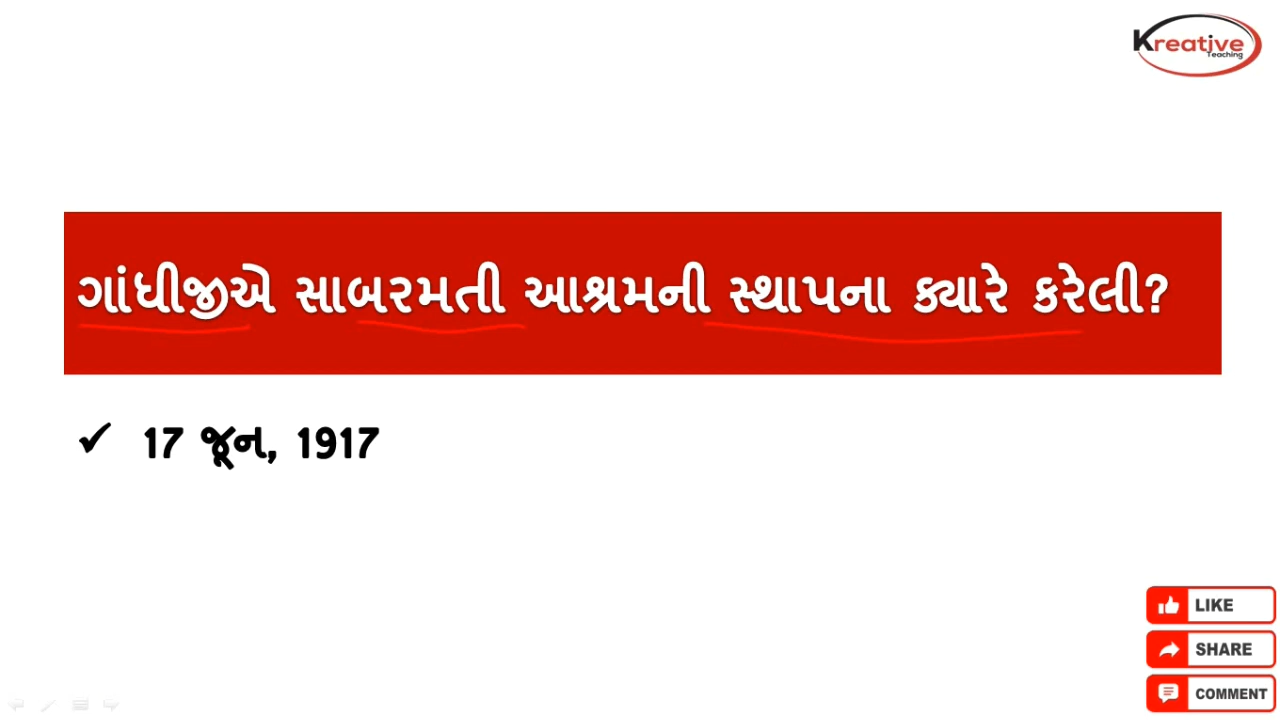 Kreative
Teaching
ગાંધીજીએ સાબરમતી આશ્રમની સ્થાપના ક્યારે કરેલી?
✓ 17 જૂન, 1917
LIKE
SHARE
COMMENT